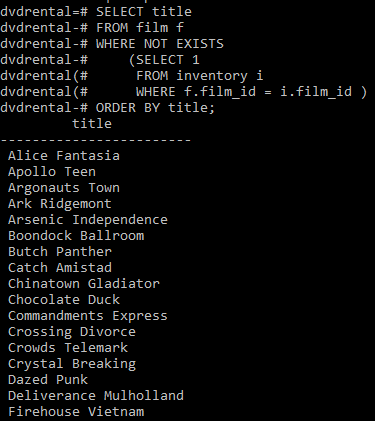 dvdrental=# SELECT title
dvdrental-# FROM film f
dvdrental-# WHERE NOT EXISTS
dvdrental-#     (SELECT 1
dvdrental(#      FROM inventory i
dvdrental(#      WHERE f.film_id = i.film_id )
dvdrental-# ORDER BY title;
         title
------------------------
 Alice Fantasia
 Apollo Teen
 Argonauts Town
 Ark Ridgemont
 Arsenic Independence
 Boondock Ballroom
 Butch Panther
 Catch Amistad
 Chinatown Gladiator
 Chocolate Duck
 Commandments Express
 Crossing Divorce
 Crowds Telemark
 Crystal Breaking
 Dazed Punk
 Deliverance Mulholland
 Firehouse Vietnam